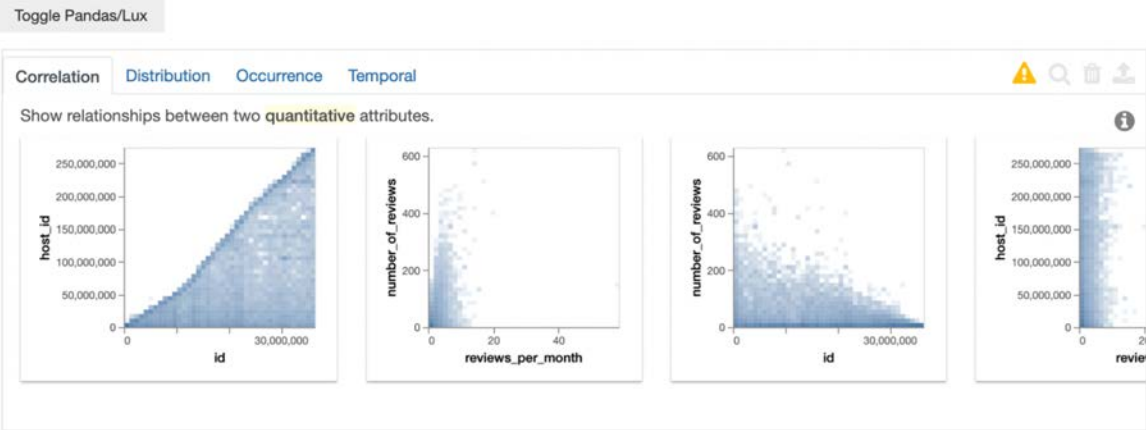 Toggle Pandas/Lux
Correlation Distribution Occurrence Temporal
Show relationships between two quantitative attributes.
host_id
250,000,000
200,000,000
150,000,000
100,000,000
50,000,000
0
0 30,000,000
id
number_of_reviews
600
400
200
0
0 20 40
reviews_per_month
number_of_reviews
600
400
200
0
0 30,000,000
id
host_id
250,000,000
200,000,000
150,000,000
100,000,000
50,000,000
0
0